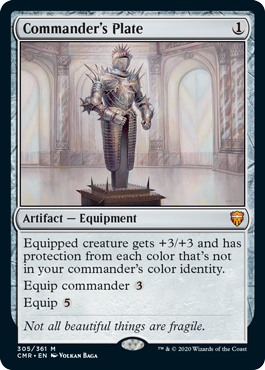 Commander's Plate 1
Artifact — Equipment
Equipped creature gets +3/+3 and has
protection from each color that's not
in your commander's color identity.
Equip commander 3
Equip 5
Not all beautiful things are fragile.
305/361 M
CMR • EN VOLKAN BAGA
™ & © 2020 Wizards of the Coast